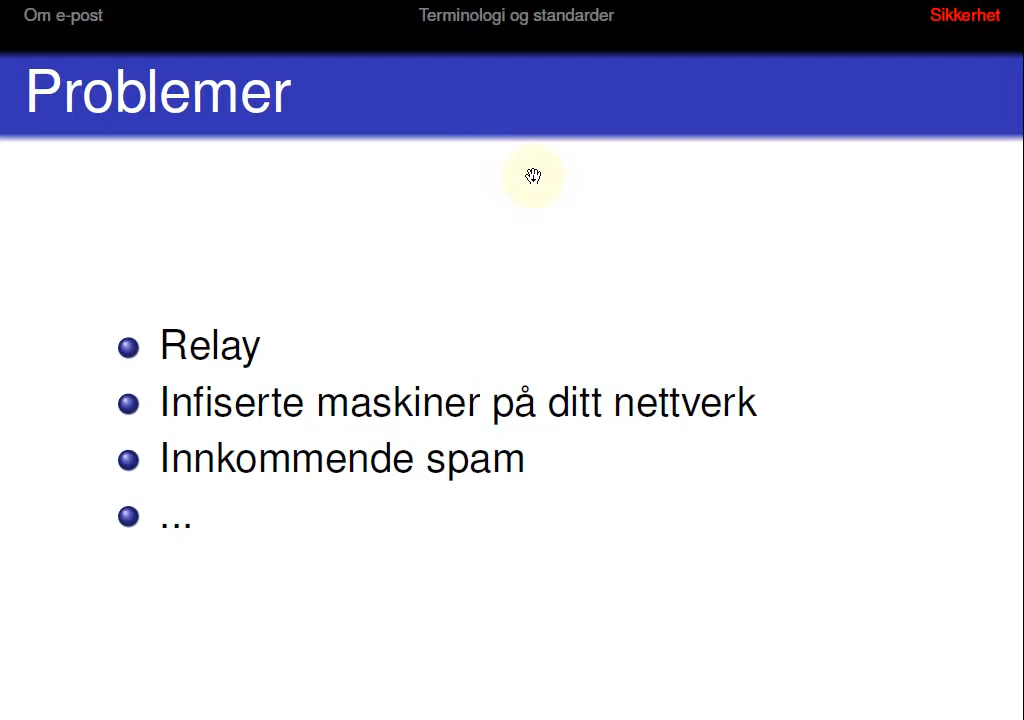 Om e-post
Terminologi og standarder
Sikkerhet
Problemer
Relay
Infiserte maskiner på ditt nettverk
Innkommende spam
...